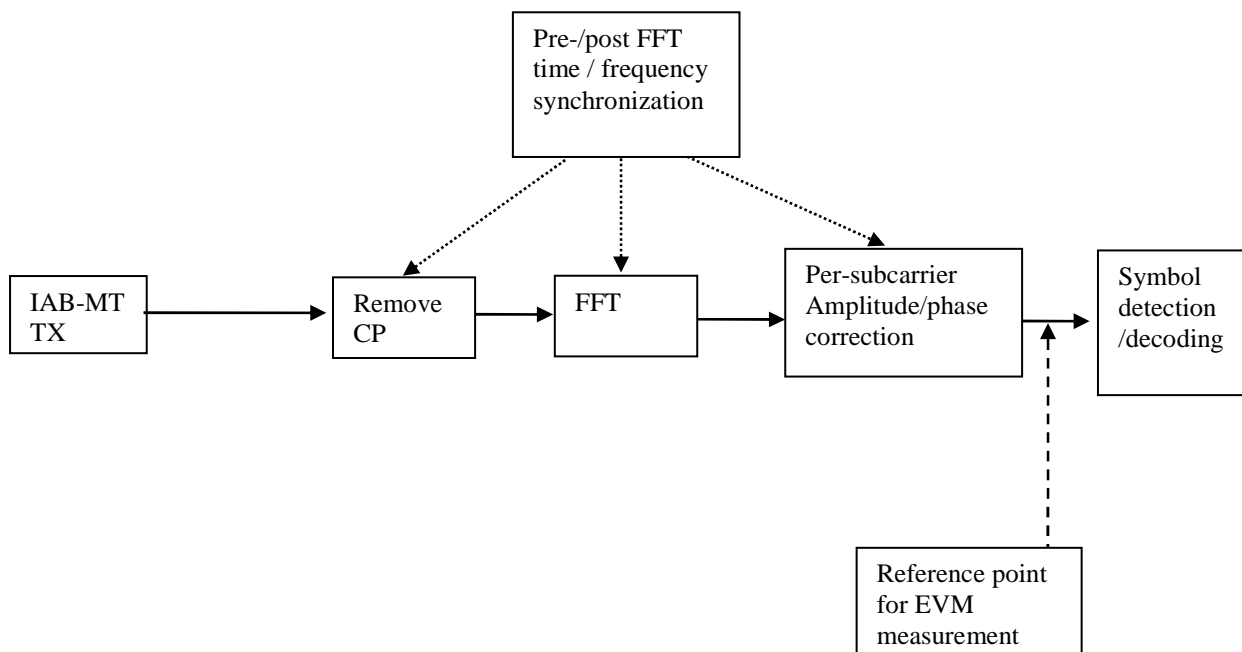 Pre-/post FFT
time / frequency
synchronization
IAB-MT
TX
Remove
CP
FFT
Per-subcarrier
Amplitude/phase
correction
Symbol
detection
/decoding
Reference point
for EVM
measurement